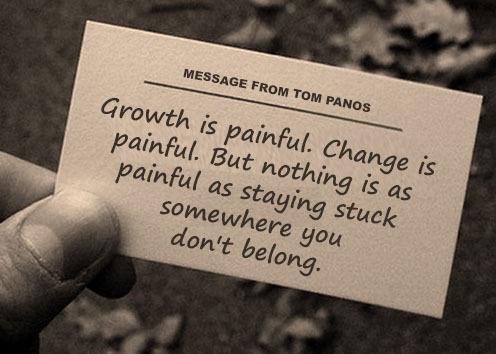 MESSAGE FROM TOM PANOS
Growth is painful. Change is
painful. But nothing is as
painful as staying stuck
somewhere you
don't belong.